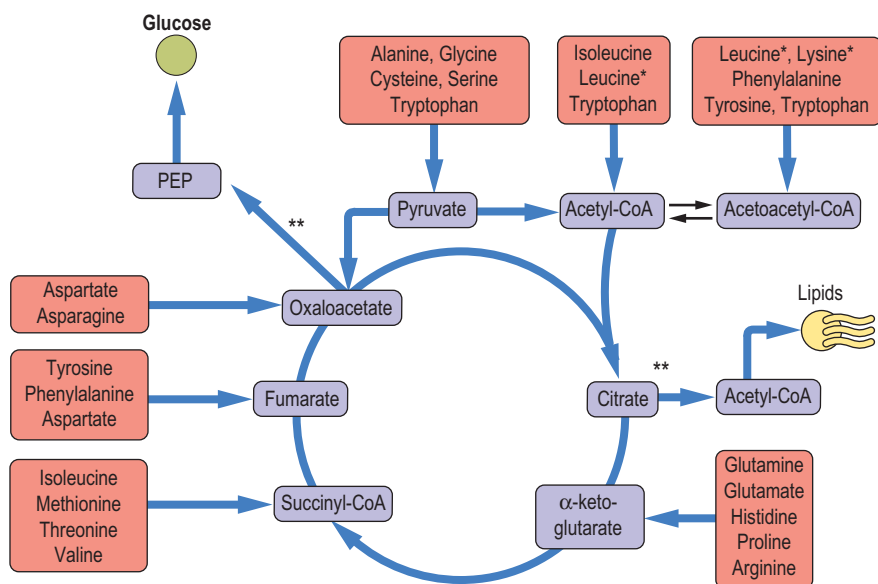 Glucose
Alanine, Glycine
Cysteine, Serine
Tryptophan
Isoleucine
Leucine*
Tryptophan
Leucine*, Lysine*
Phenylalanine
Tyrosine, Tryptophan
PEP
**
Pyruvate
Acetyl-CoA
Acetoacetyl-CoA
Aspartate
Asparagine
Oxaloacetate
Lipids
Tyrosine
Phenylalanine
Aspartate
Fumarate
Citrate
**
Acetyl-CoA
Isoleucine
Methionine
Threonine
Valine
Succinyl-CoA
α-keto-
glutarate
Glutamine
Glutamate
Histidine
Proline
Arginine